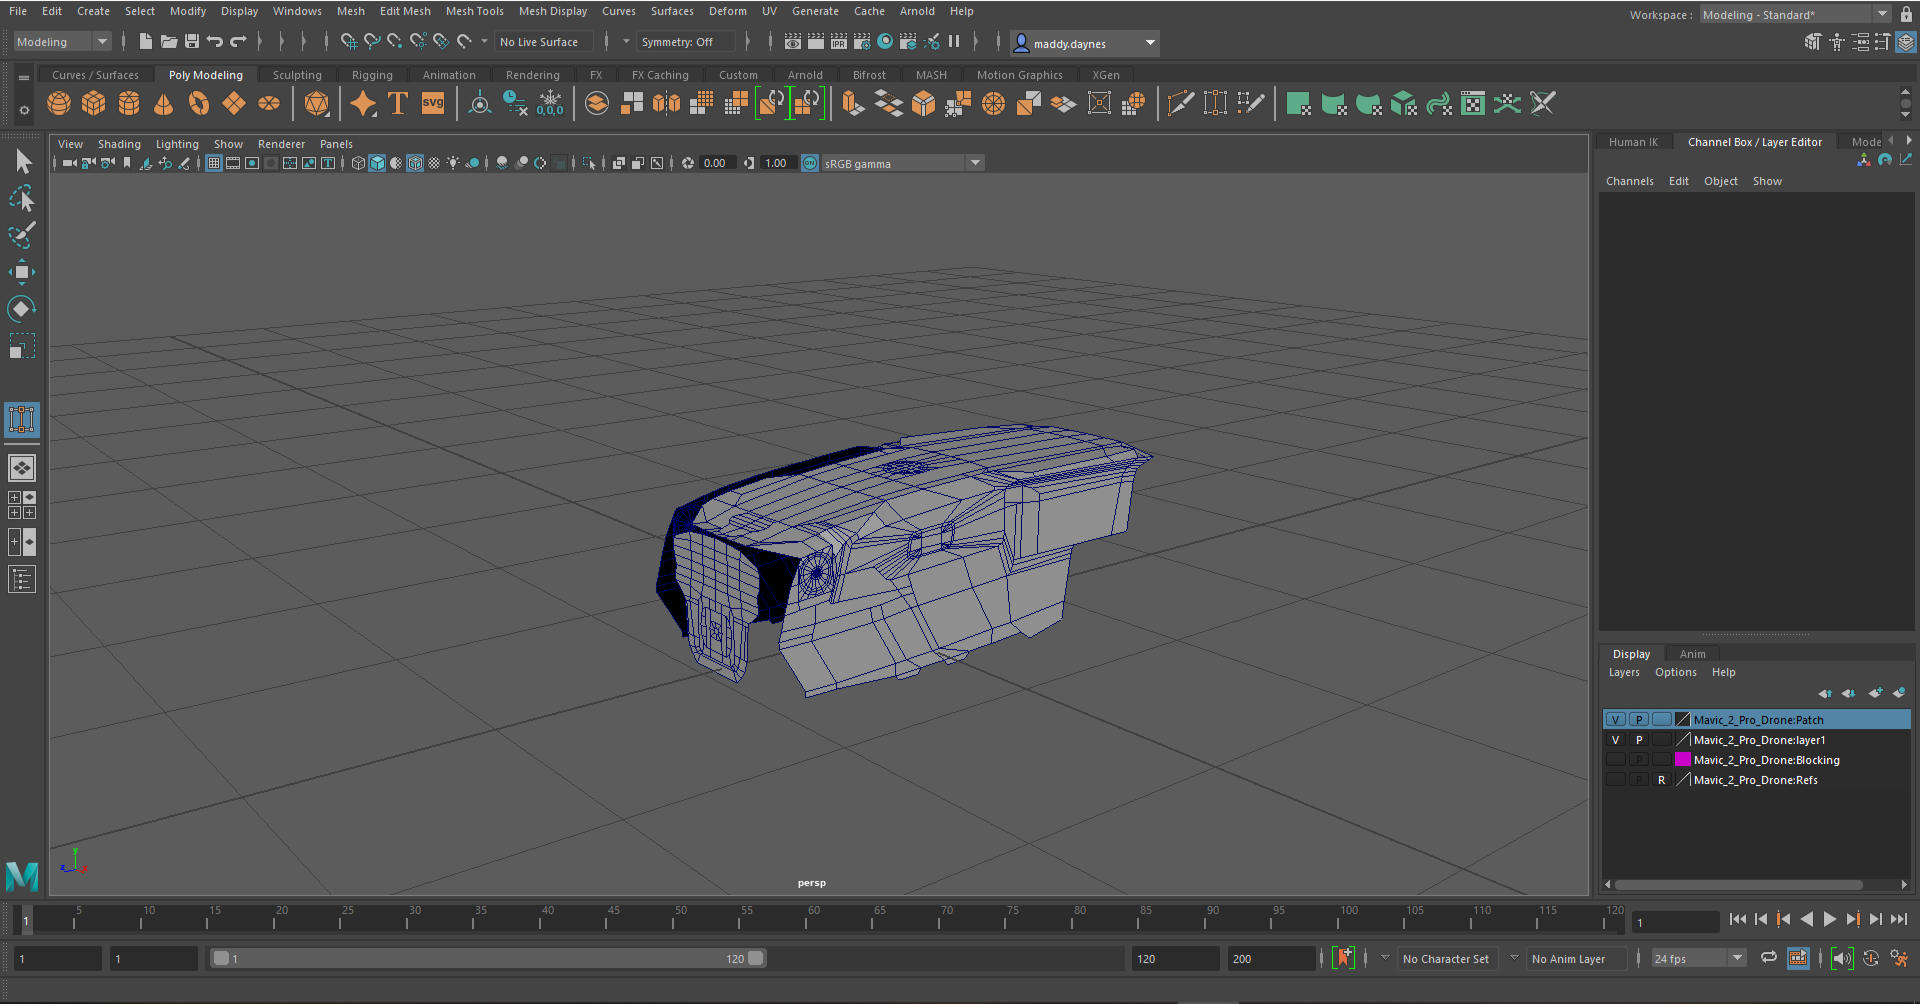 File Edit Create Select Modify Display Windows Mesh Edit Mesh Mesh Tools Mesh Display Curves Surfaces Deform UV Generate Cache Arnold Help
Workspace : Modeling - Standard*
Modeling No Live Surface Symmetry: Off IPR maddy.daynes
Curves / Surfaces Poly Modeling Sculpting Rigging Animation Rendering FX FX Caching Custom Arnold Bifrost MASH Motion Graphics XGen
T SVG 0,0,0
View Shading Lighting Show Renderer Panels
Human IK Channel Box / Layer Editor Mode
0.00 1.00 ON sRGB gamma
Channels Edit Object Show
Display Anim
Layers Options Help
V P Mavic_2_Pro_Drone:Patch
V P Mavic_2_Pro_Drone:layer1
P Mavic_2_Pro_Drone:Blocking
P R Mavic_2_Pro_Drone:Refs
y
z x
persp
1 5 10 15 20 25 30 35 40 45 50 55 60 65 70 75 80 85 90 95 100 105 110 115 120 1
1 1 1 120 120 200 No Character Set No Anim Layer 24 fps